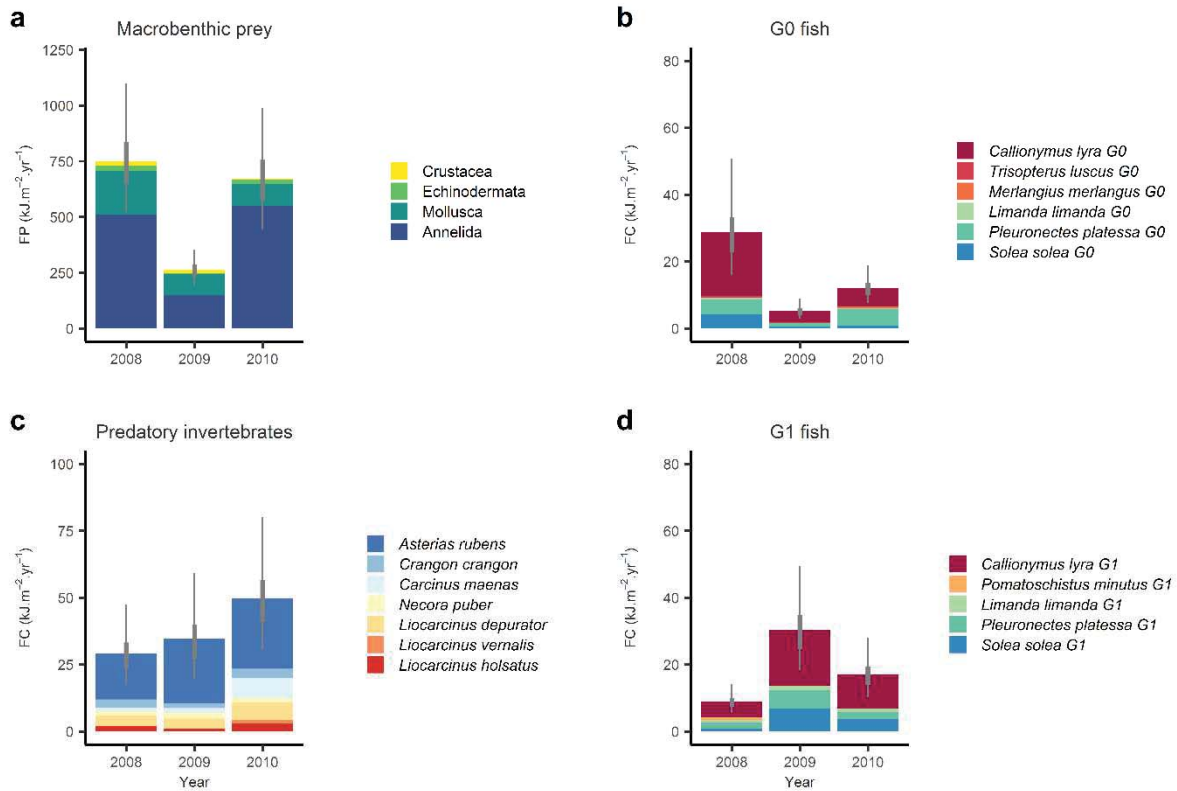 a
Macrobenthic prey
1250
1000
750
500
250
0
FP (kJ.m⁻².yr⁻¹)
2008 2009 2010
Crustacea
Echinodermata
Mollusca
Annelida
b
G0 fish
80
60
40
20
0
FC (kJ.m⁻².yr⁻¹)
2008 2009 2010
Callionymus lyra G0
Trisopterus luscus G0
Merlangius merlangus G0
Limanda limanda G0
Pleuronectes platessa G0
Solea solea G0
c
Predatory invertebrates
100
75
50
25
0
FC (kJ.m⁻².yr⁻¹)
2008 2009 2010
Year
Asterias rubens
Crangon crangon
Carcinus maenas
Necora puber
Liocarcinus depurator
Liocarcinus vernalis
Liocarcinus holsatus
d
G1 fish
80
60
40
20
0
FC (kJ.m⁻².yr⁻¹)
2008 2009 2010
Year
Callionymus lyra G1
Pomatoschistus minutus G1
Limanda limanda G1
Pleuronectes platessa G1
Solea solea G1